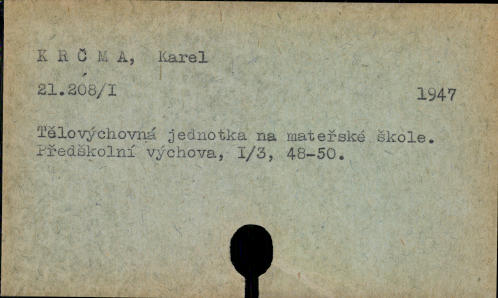 K R Č M A, Karel
21.208/I 1947
Tělovýchovná jednotka na mateřské škole.
Předškolní výchova, I/3, 48-50.